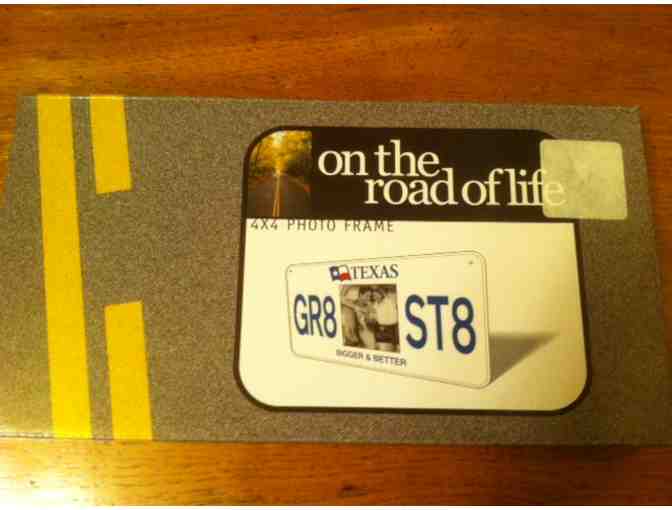 on the
road of life
4X4 PHOTO FRAME
TEXAS
GR8 ST8
BIGGER & BETTER